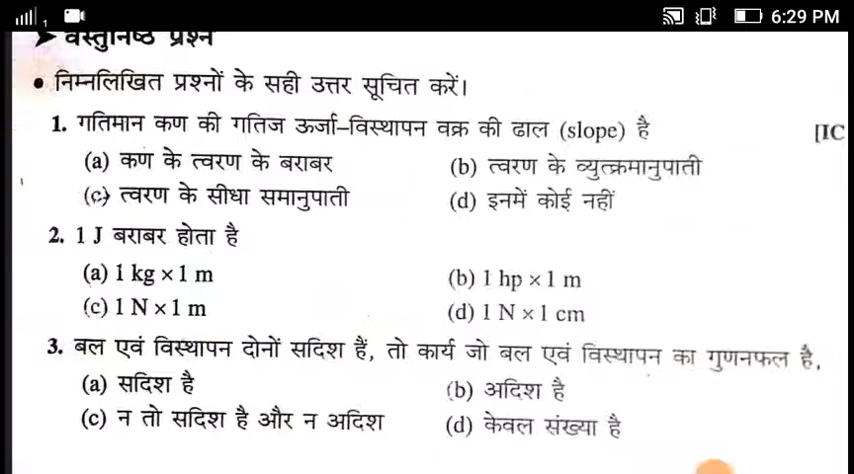 1 6:29 PM
➤ वस्तुनिष्ठ प्रश्न
• निम्नलिखित प्रश्नों के सही उत्तर सूचित करें।
1. गतिमान कण की गतिज ऊर्जा–विस्थापन वक्र की ढाल (slope) है [IC
(a) कण के त्वरण के बराबर (b) त्वरण के व्युत्क्रमानुपाती
(c) त्वरण के सीधा समानुपाती (d) इनमें कोई नहीं
2. 1 J बराबर होता है
(a) 1 kg × 1 m (b) 1 hp × 1 m
(c) 1 N × 1 m (d) 1 N × 1 cm
3. बल एवं विस्थापन दोनों सदिश हैं, तो कार्य जो बल एवं विस्थापन का गुणनफल है,
(a) सदिश है (b) अदिश है
(c) न तो सदिश है और न अदिश (d) केवल संख्या है